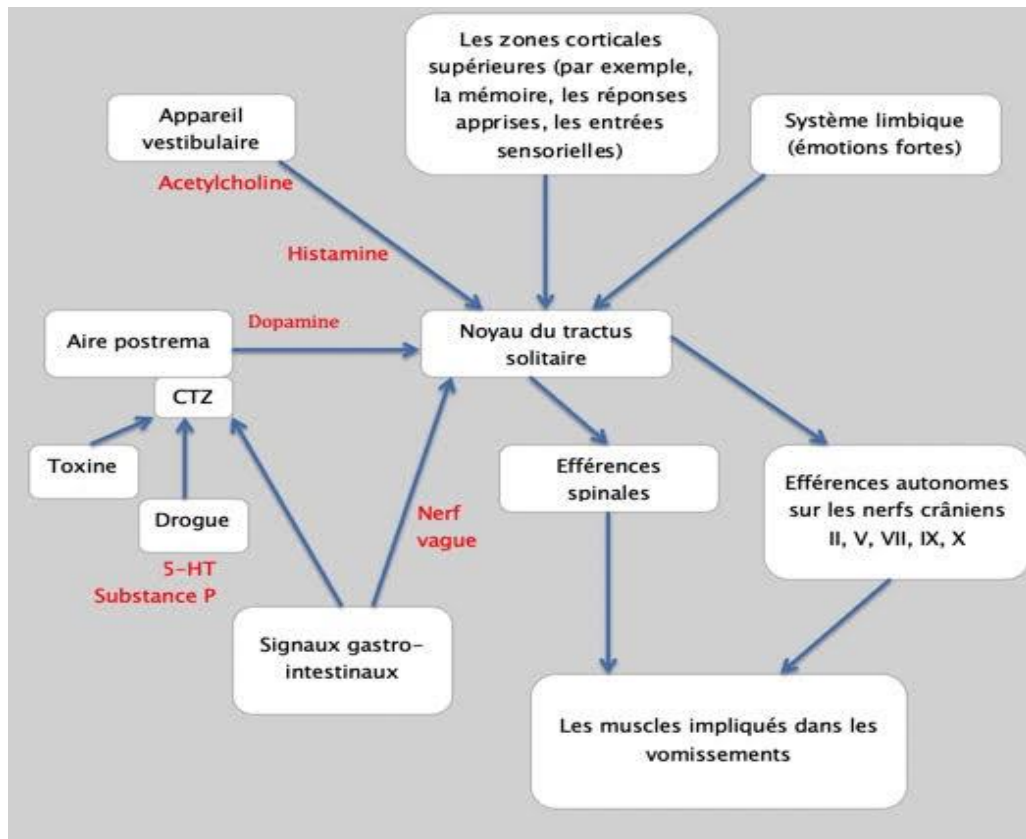 Les zones corticales
supérieures (par exemple,
la mémoire, les réponses
apprises, les entrées
sensorielles)
Appareil
vestibulaire
Système limbique
(émotions fortes)
Acetylcholine
Histamine
Dopamine
Aire postrema
Noyau du tractus
solitaire
CTZ
Toxine
Drogue
5-HT
Substance P
Nerf
vague
Efférences
spinales
Efférences autonomes
sur les nerfs crâniens
II, V, VII, IX, X
Signaux gastro-
intestinaux
Les muscles impliqués dans les
vomissements